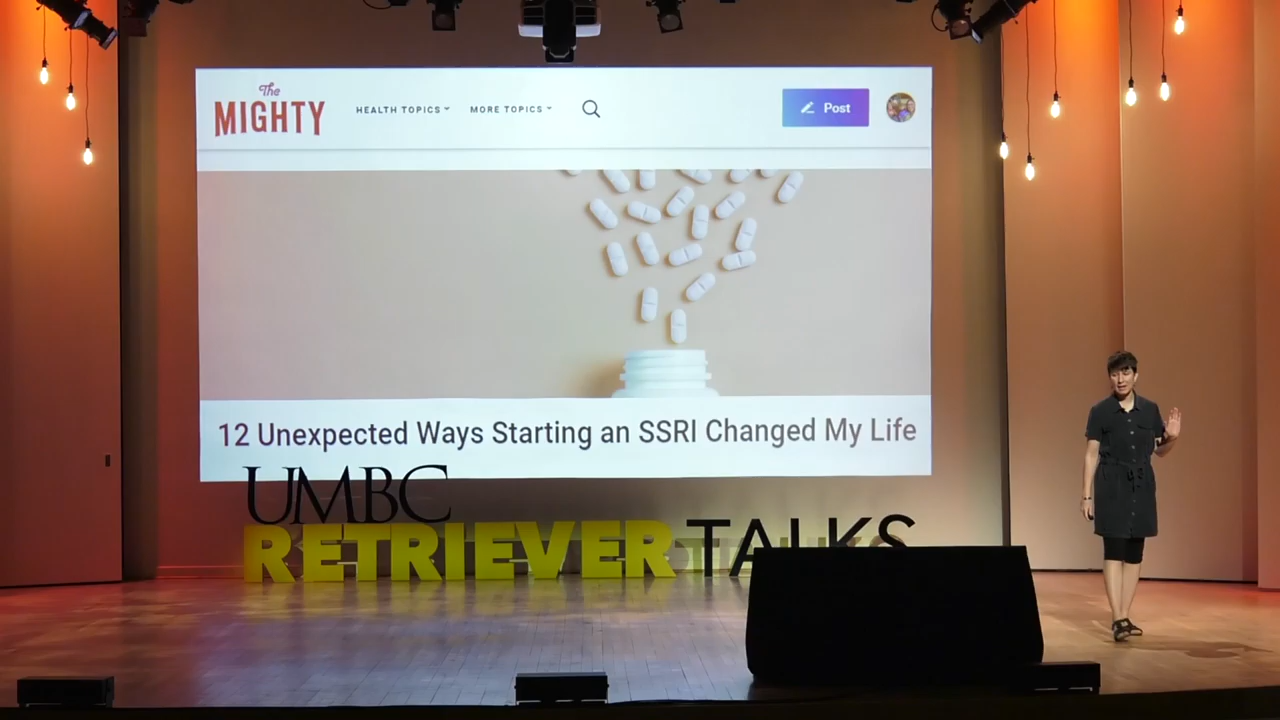 The
MIGHTY
HEALTH TOPICS
MORE TOPICS
Post
12 Unexpected Ways Starting an SSRI Changed My Life
UMBC
RETRIEVER TALKS